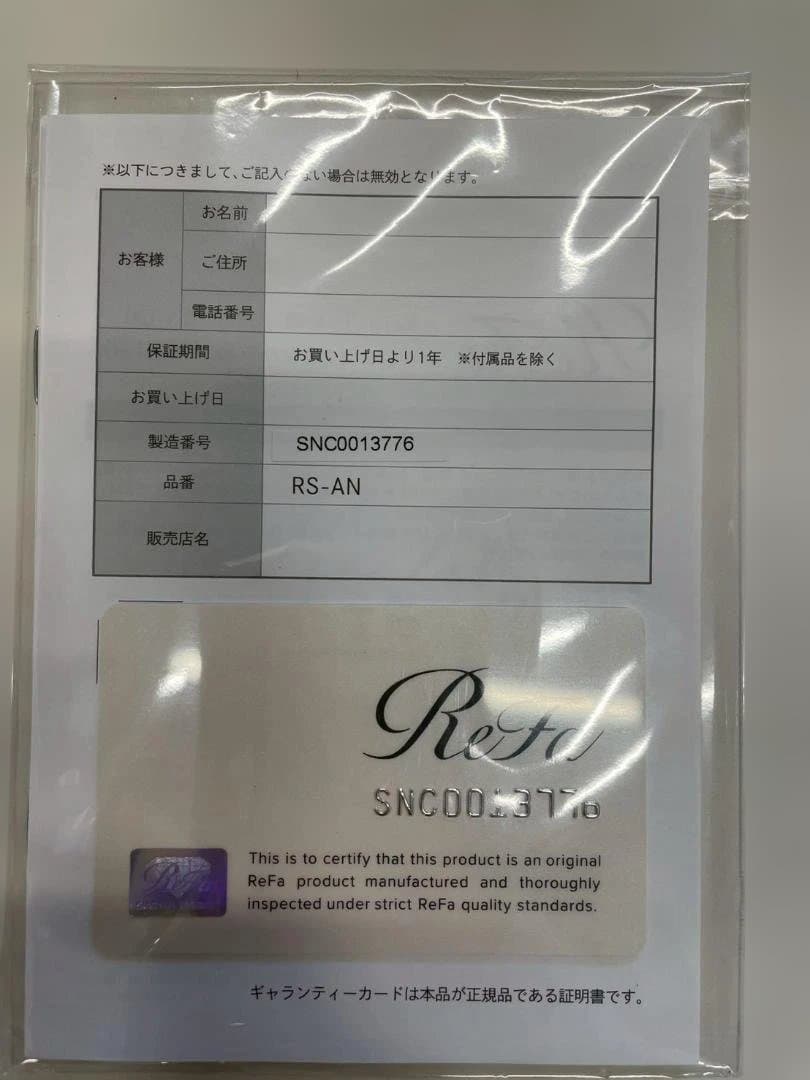 ※以下につきまして、ご記入のない場合は無効となります。
お客様
お名前
ご住所
電話番号
保証期間 お買い上げ日より1年 ※付属品を除く
お買い上げ日
製造番号 SNC0013776
品番 RS-AN
販売店名
ReFa
SNC0013776
ReFa
This is to certify that this product is an original
ReFa product manufactured and thoroughly
inspected under strict ReFa quality standards.
ギャランティーカードは本品が正規品である証明書です。